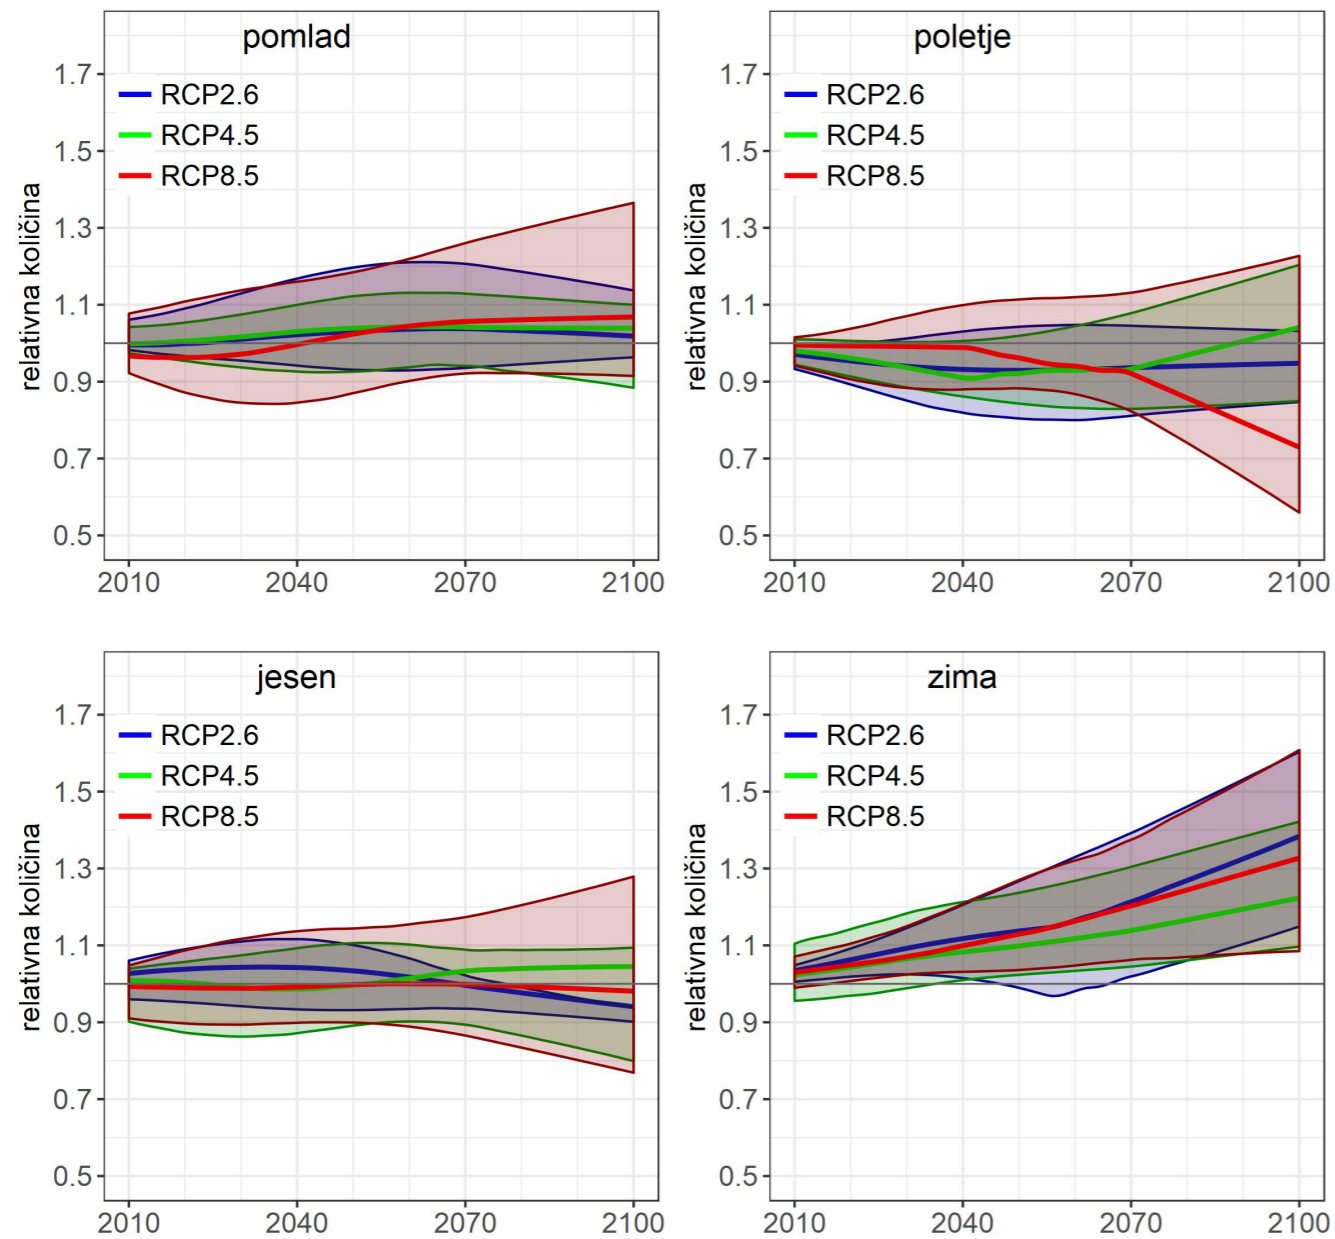 pomlad
RCP2.6
RCP4.5
RCP8.5
relativna količina
1.7
1.5
1.3
1.1
0.9
0.7
0.5
2010 2040 2070 2100
poletje
RCP2.6
RCP4.5
RCP8.5
relativna količina
1.7
1.5
1.3
1.1
0.9
0.7
0.5
2010 2040 2070 2100
jesen
RCP2.6
RCP4.5
RCP8.5
relativna količina
1.7
1.5
1.3
1.1
0.9
0.7
0.5
2010 2040 2070 2100
zima
RCP2.6
RCP4.5
RCP8.5
relativna količina
1.7
1.5
1.3
1.1
0.9
0.7
0.5
2010 2040 2070 2100